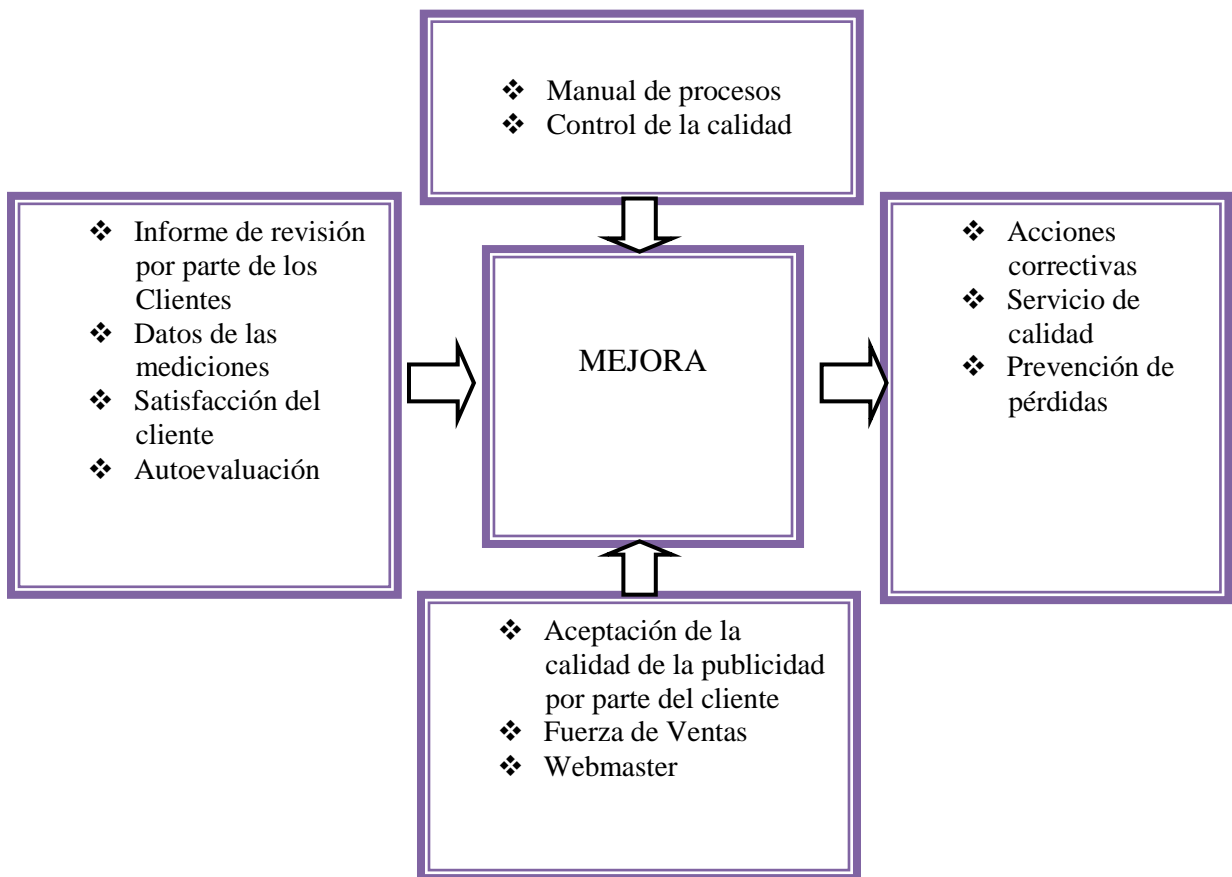 ❖ Manual de procesos
❖ Control de la calidad
❖ Informe de revisión
por parte de los
Clientes
❖ Datos de las
mediciones
❖ Satisfacción del
cliente
❖ Autoevaluación
MEJORA
❖ Acciones
correctivas
❖ Servicio de
calidad
❖ Prevención de
pérdidas
❖ Aceptación de la
calidad de la publicidad
por parte del cliente
❖ Fuerza de Ventas
❖ Webmaster